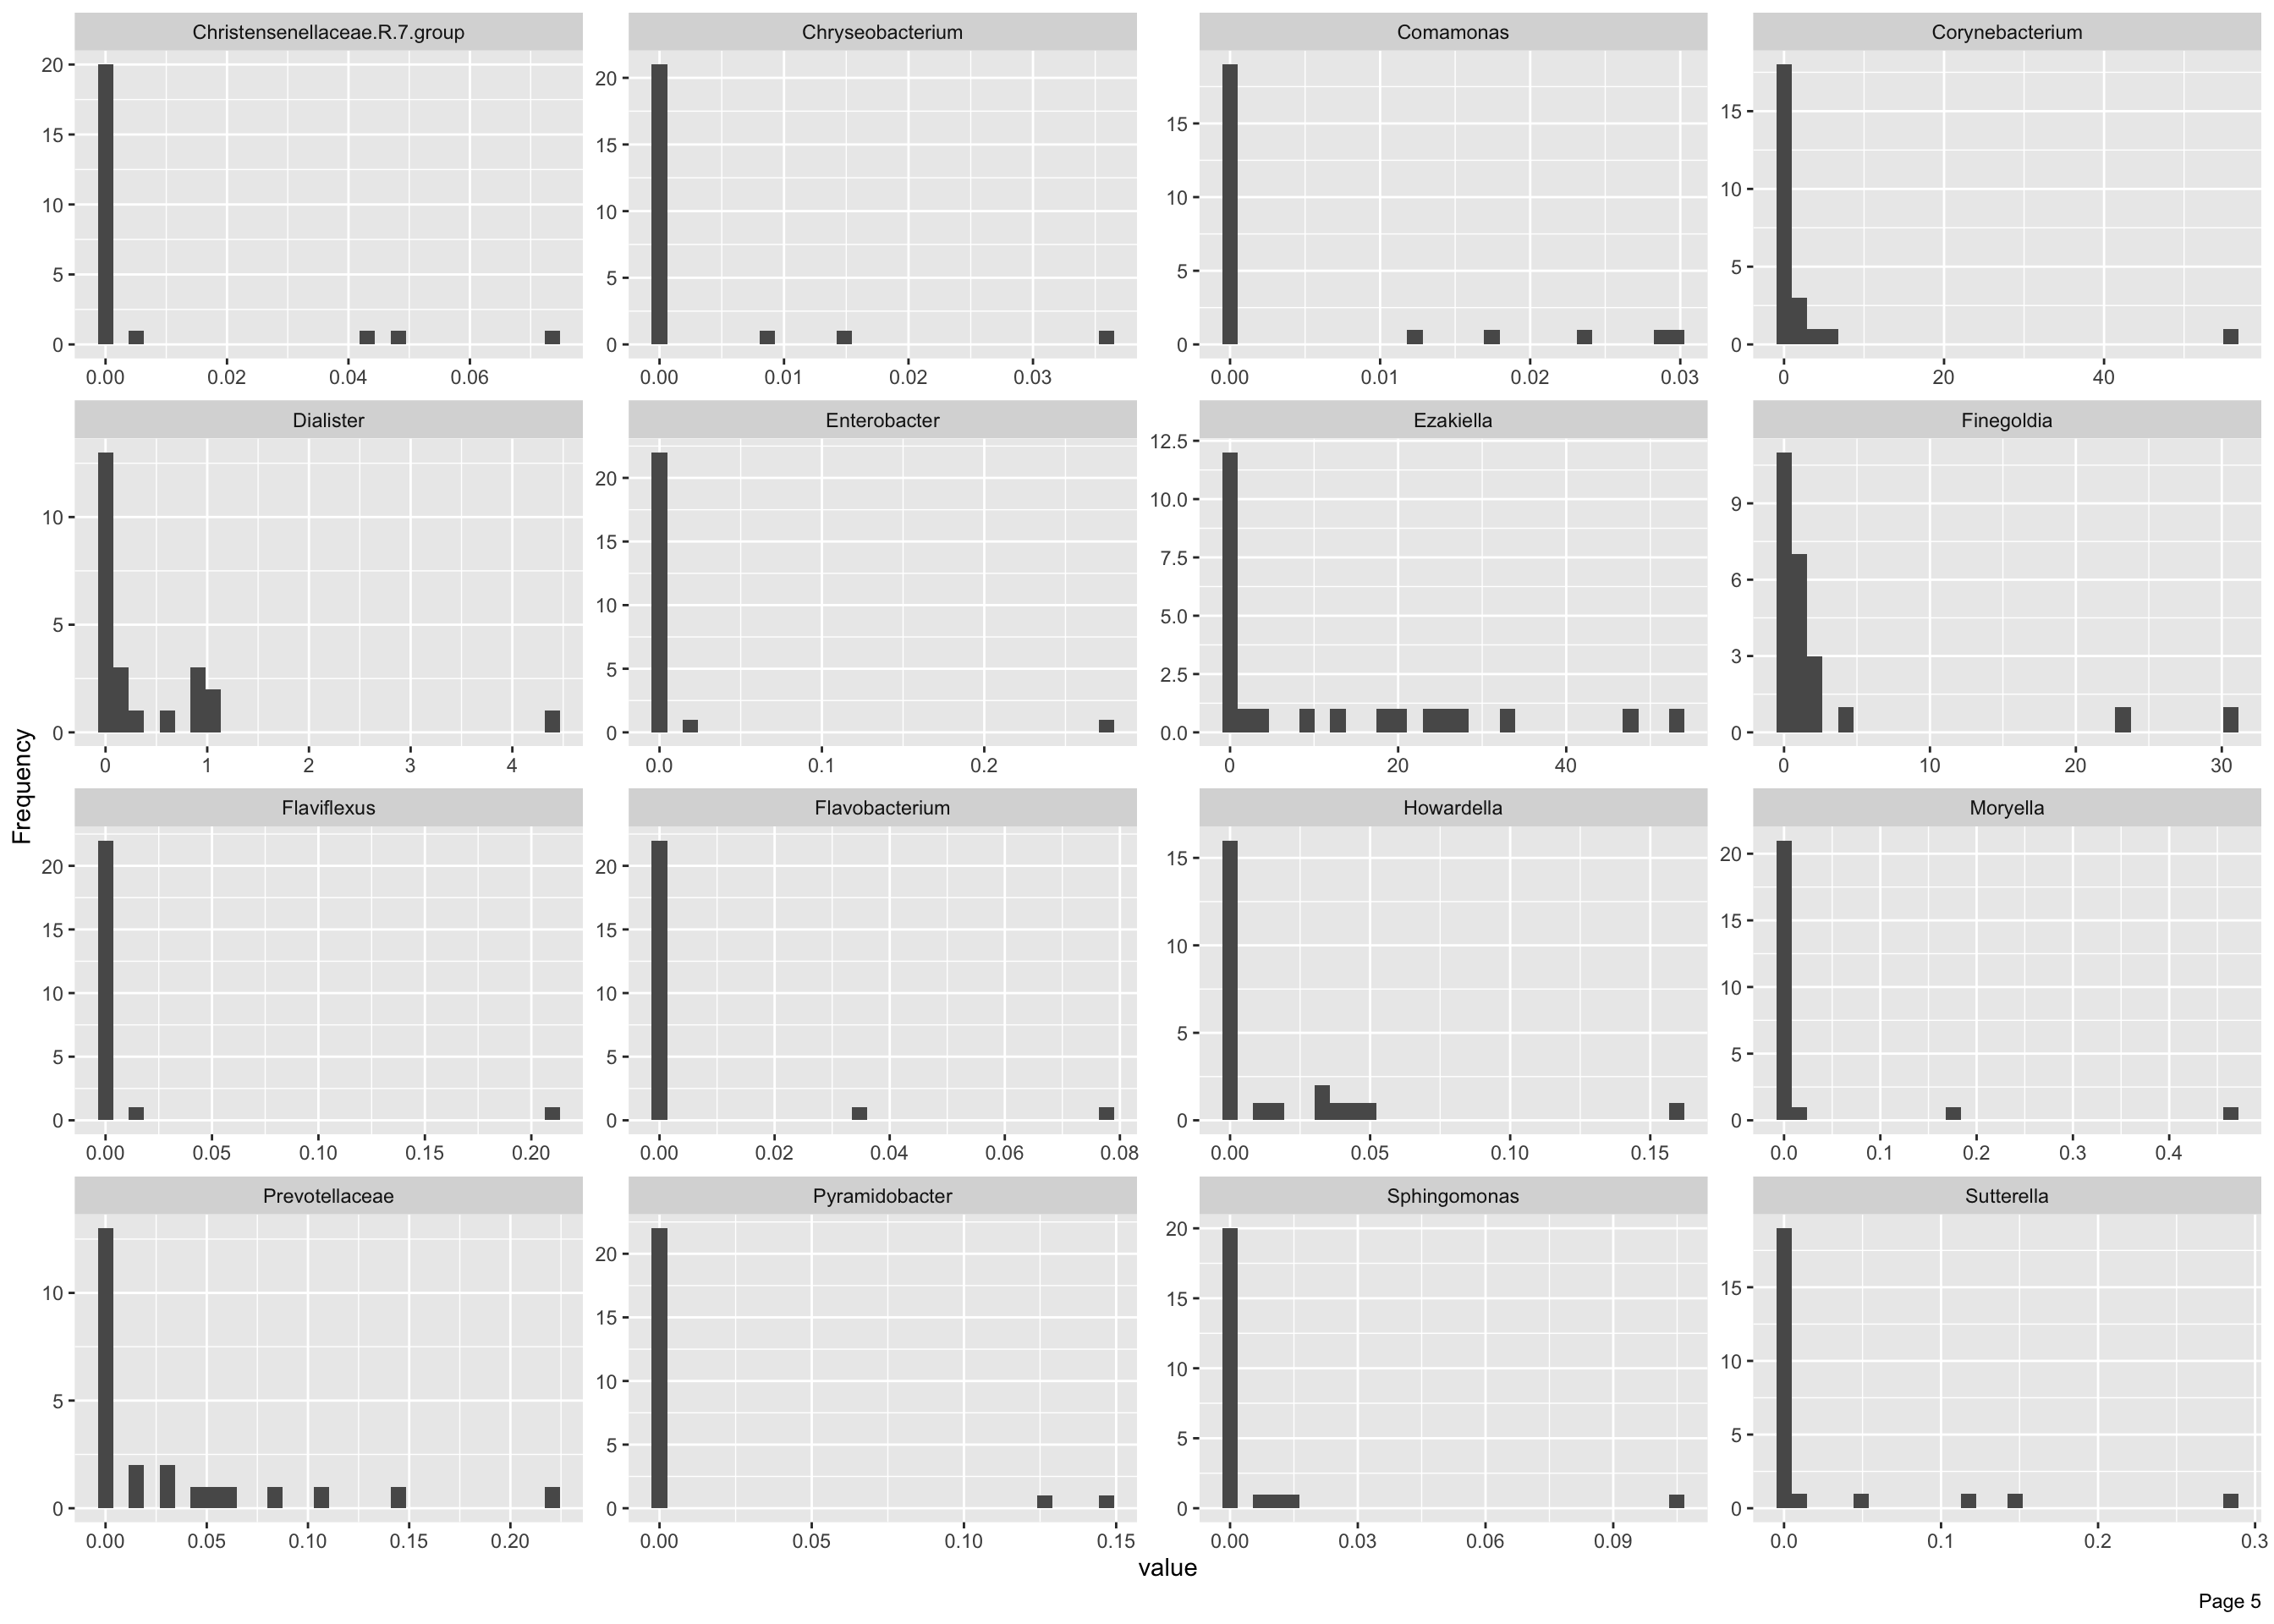 Christensenellaceae.R.7.group Chryseobacterium Comamonas Corynebacterium
20 15 10 5 0
20 15 10 5 0
15 10 5 0
15 10 5 0
0.00 0.02 0.04 0.06
0.00 0.01 0.02 0.03
0.00 0.01 0.02 0.03
0 20 40
Dialister Enterobacter Ezakiella Finegoldia
10 5 0
20 15 10 5 0
12.5 10.0 7.5 5.0 2.5 0.0
9 6 3 0
0 1 2 3 4
0.0 0.1 0.2
0 20 40
0 10 20 30
Frequency
Flaviflexus Flavobacterium Howardella Moryella
20 15 10 5 0
20 15 10 5 0
15 10 5 0
20 15 10 5 0
0.00 0.05 0.10 0.15 0.20
0.00 0.02 0.04 0.06 0.08
0.00 0.05 0.10 0.15
0.0 0.1 0.2 0.3 0.4
Prevotellaceae Pyramidobacter Sphingomonas Sutterella
10 5 0
20 15 10 5 0
20 15 10 5 0
15 10 5 0
0.00 0.05 0.10 0.15 0.20
0.00 0.05 0.10 0.15
0.00 0.03 0.06 0.09
0.0 0.1 0.2 0.3
value
Page 5